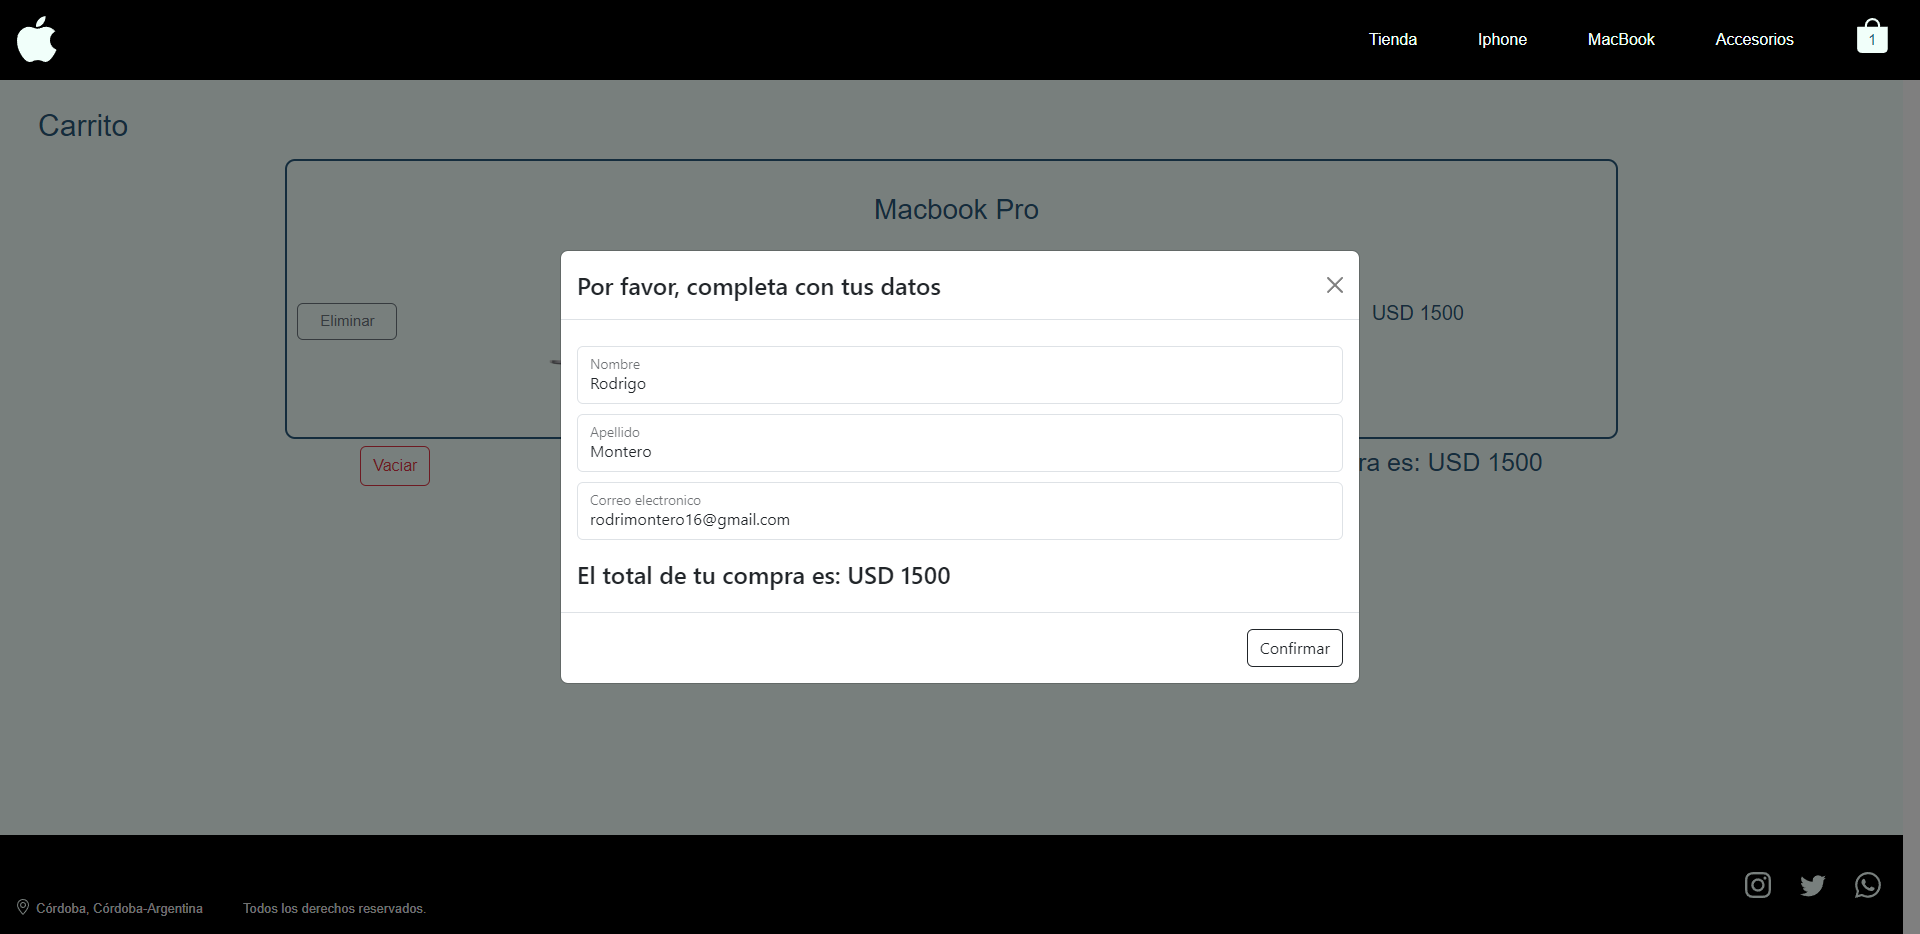 Tienda
Iphone
MacBook
Accesorios
1
Carrito
Macbook Pro
Eliminar
USD 1500
Vaciar
ra es: USD 1500
Por favor, completa con tus datos
Nombre
Rodrigo
Apellido
Montero
Correo electronico
rodrimontero16@gmail.com
El total de tu compra es: USD 1500
Confirmar
Córdoba, Córdoba-Argentina
Todos los derechos reservados.